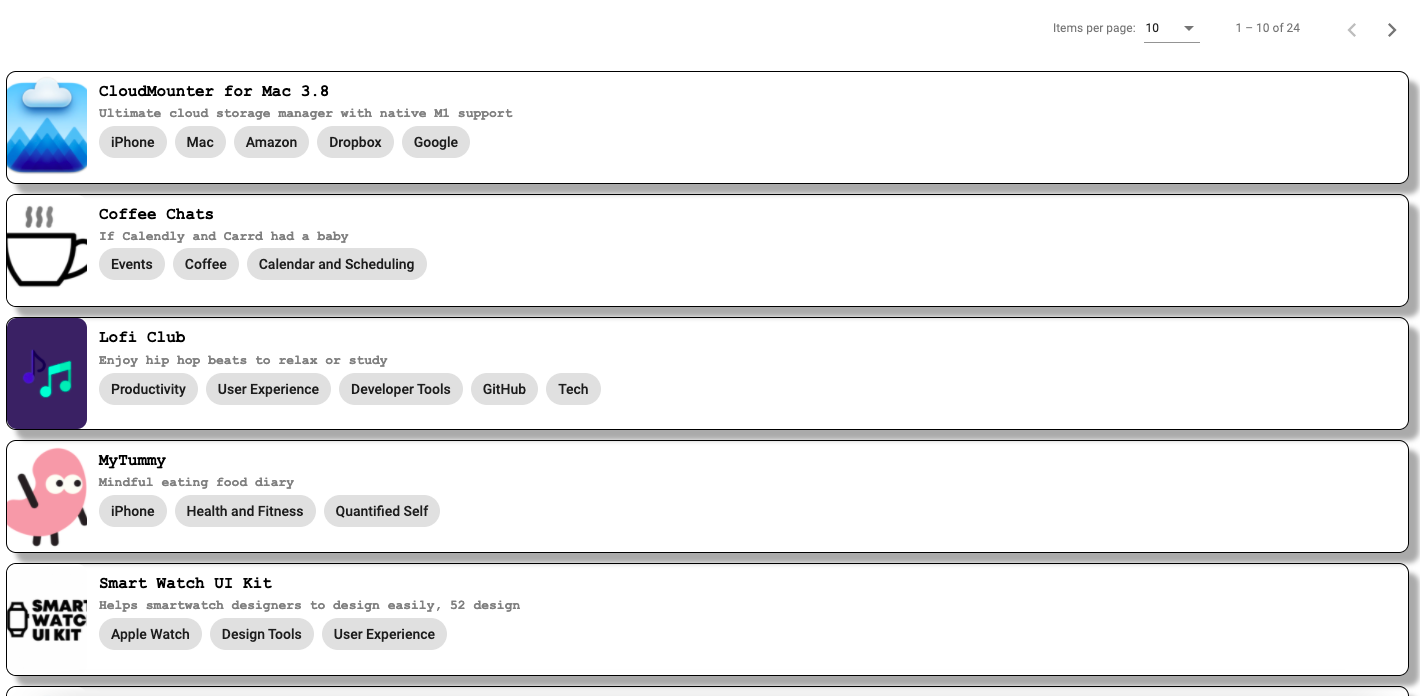 Items per page: 10 1 – 10 of 24
CloudMounter for Mac 3.8
Ultimate cloud storage manager with native M1 support
iPhone Mac Amazon Dropbox Google
Coffee Chats
If Calendly and Carrd had a baby
Events Coffee Calendar and Scheduling
Lofi Club
Enjoy hip hop beats to relax or study
Productivity User Experience Developer Tools GitHub Tech
MyTummy
Mindful eating food diary
iPhone Health and Fitness Quantified Self
Smart Watch UI Kit
Helps smartwatch designers to design easily, 52 design
SMAR
WATC
UI KIT
Apple Watch Design Tools User Experience